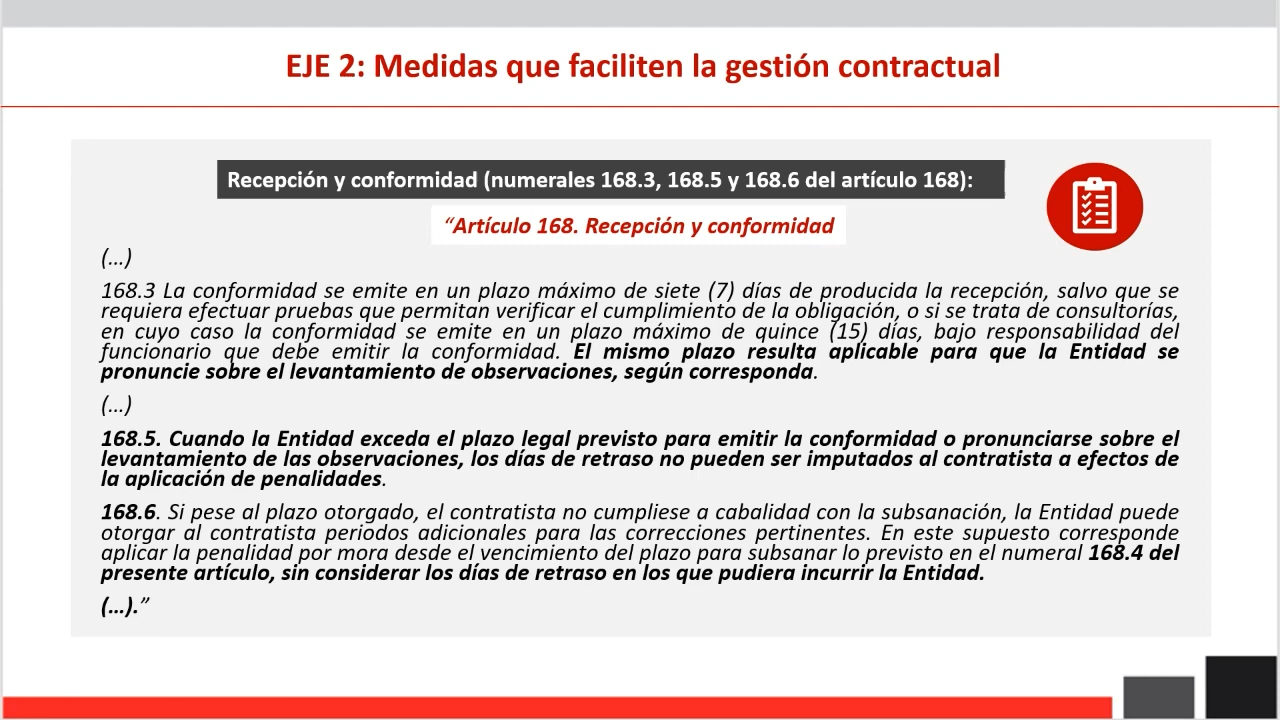 EJE 2: Medidas que faciliten la gestión contractual
Recepción y conformidad (numerales 168.3, 168.5 y 168.6 del artículo 168):
“Artículo 168. Recepción y conformidad
(...)
168.3 La conformidad se emite en un plazo máximo de siete (7) días de producida la recepción, salvo que se
requiera efectuar pruebas que permitan verificar el cumplimiento de la obligación, o si se trata de consultorías,
en cuyo caso la conformidad se emite en un plazo máximo de quince (15) días, bajo responsabilidad del
funcionario que debe emitir la conformidad. El mismo plazo resulta aplicable para que la Entidad se
pronuncie sobre el levantamiento de observaciones, según corresponda.
(...)
168.5. Cuando la Entidad exceda el plazo legal previsto para emitir la conformidad o pronunciarse sobre el
levantamiento de las observaciones, los días de retraso no pueden ser imputados al contratista a efectos de
la aplicación de penalidades.
168.6. Si pese al plazo otorgado, el contratista no cumpliese a cabalidad con la subsanación, la Entidad puede
otorgar al contratista periodos adicionales para las correcciones pertinentes. En este supuesto corresponde
aplicar la penalidad por mora desde el vencimiento del plazo para subsanar lo previsto en el numeral 168.4 del
presente artículo, sin considerar los días de retraso en los que pudiera incurrir la Entidad.
(...).”